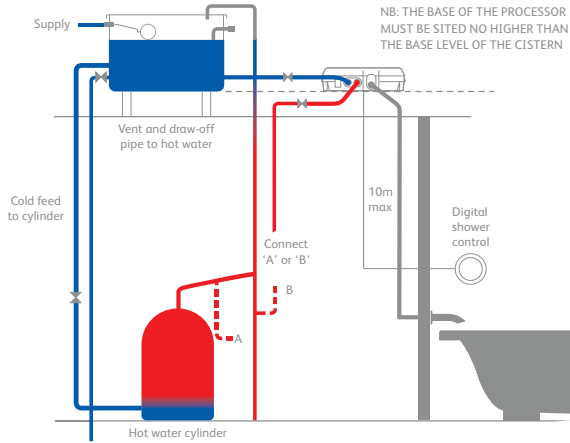 NB: THE BASE OF THE PROCESSOR
MUST BE SITED NO HIGHER THAN
THE BASE LEVEL OF THE CISTERN
Supply
Vent and draw-off
pipe to hot water
Cold feed
to cylinder
10m
max
Digital
shower
control
Connect
‘A’ or ‘B’
B
A
Hot water cylinder